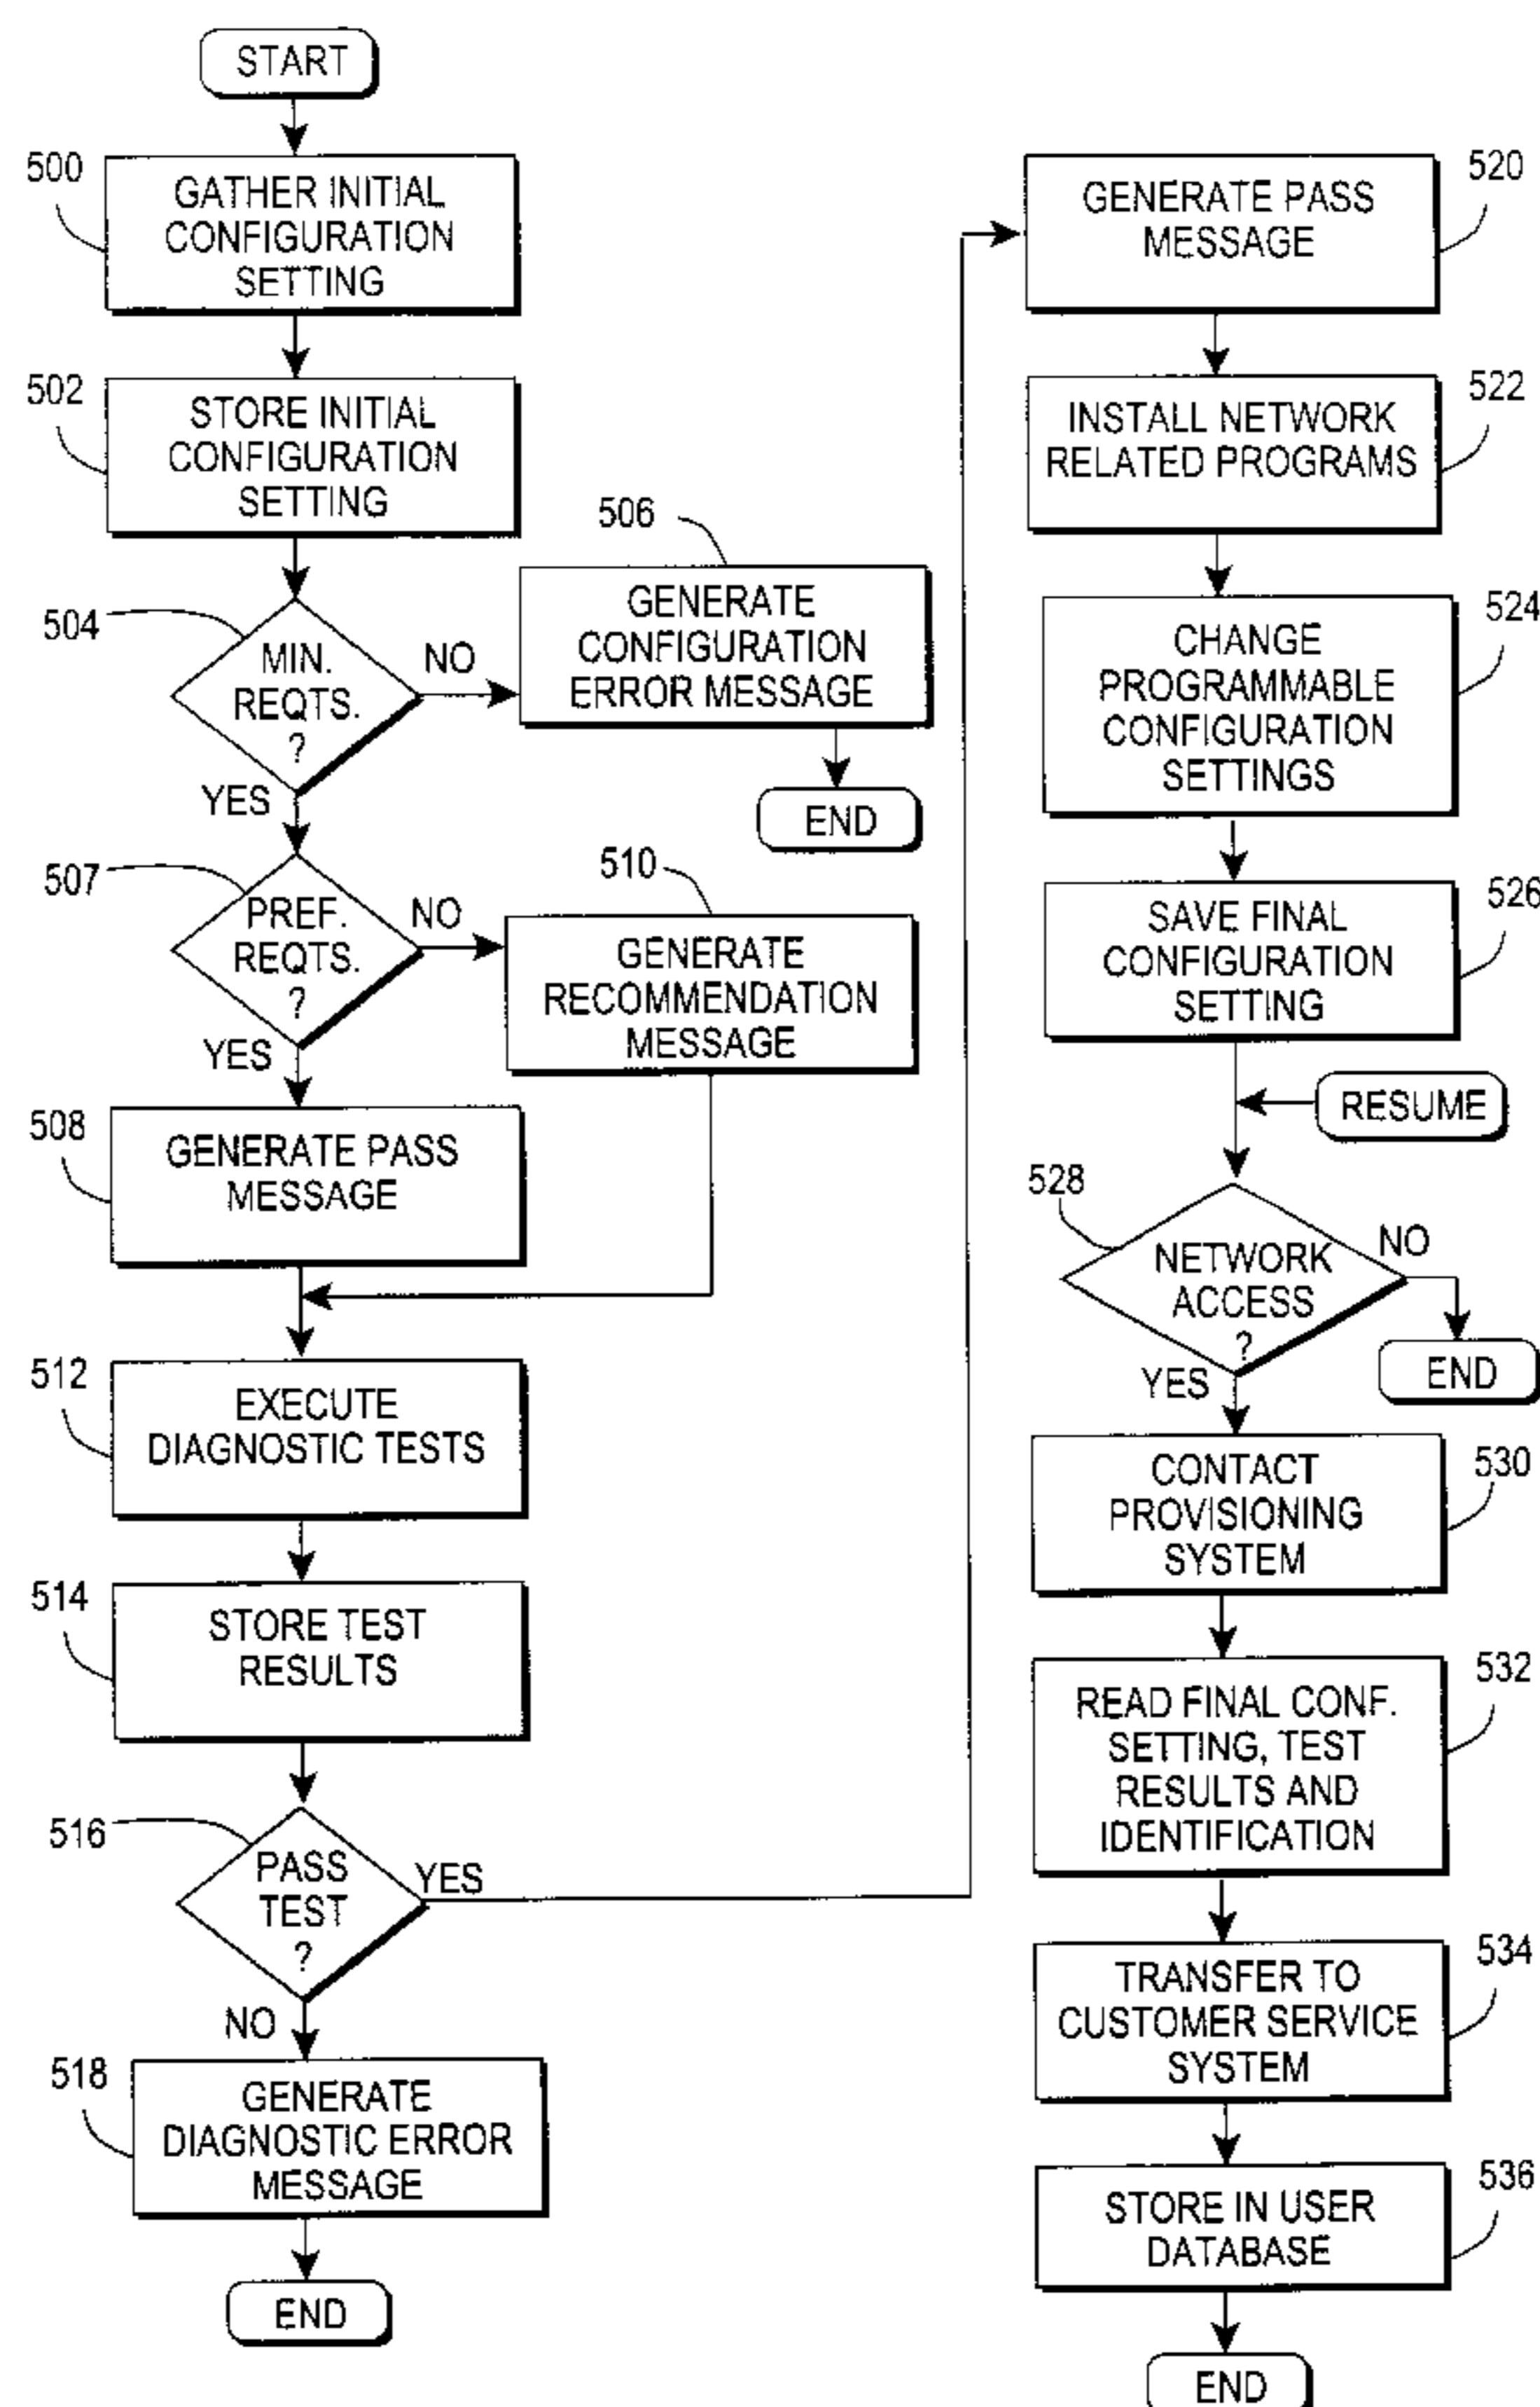 START
500
GATHER INITIAL
CONFIGURATION
SETTING
502
STORE INITIAL
CONFIGURATION
SETTING
504
MIN.
REQTS.
?
NO
YES
506
GENERATE
CONFIGURATION
ERROR MESSAGE
END
507
PREF.
REQTS.
?
NO
YES
510
GENERATE
RECOMMENDATION
MESSAGE
508
GENERATE PASS
MESSAGE
512
EXECUTE
DIAGNOSTIC TESTS
514
STORE TEST
RESULTS
516
PASS
TEST
?
YES
NO
518
GENERATE
DIAGNOSTIC ERROR
MESSAGE
END
520
GENERATE PASS
MESSAGE
522
INSTALL NETWORK
RELATED PROGRAMS
524
CHANGE
PROGRAMMABLE
CONFIGURATION
SETTINGS
526
SAVE FINAL
CONFIGURATION
SETTING
RESUME
528
NETWORK
ACCESS
?
NO
END
YES
530
CONTACT
PROVISIONING
SYSTEM
532
READ FINAL CONF.
SETTING, TEST
RESULTS AND
IDENTIFICATION
534
TRANSFER TO
CUSTOMER SERVICE
SYSTEM
536
STORE IN USER
DATABASE
END